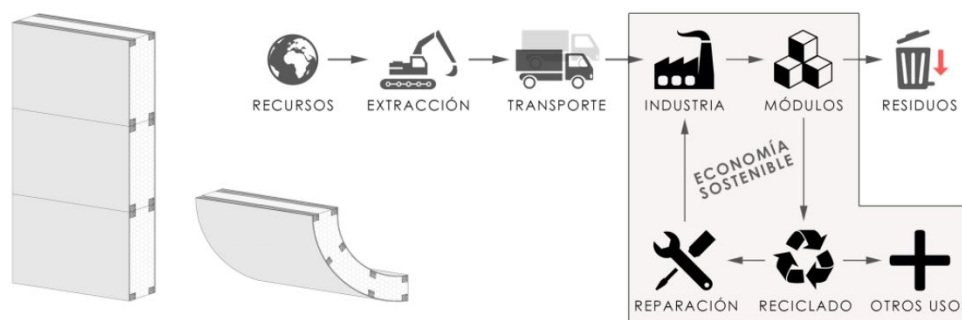 RECURSOS
EXTRACCIÓN
TRANSPORTE
INDUSTRIA
MÓDULOS
RESIDUOS
ECONOMÍA
SOSTENIBLE
REPARACIÓN
RECICLADO
OTROS USO